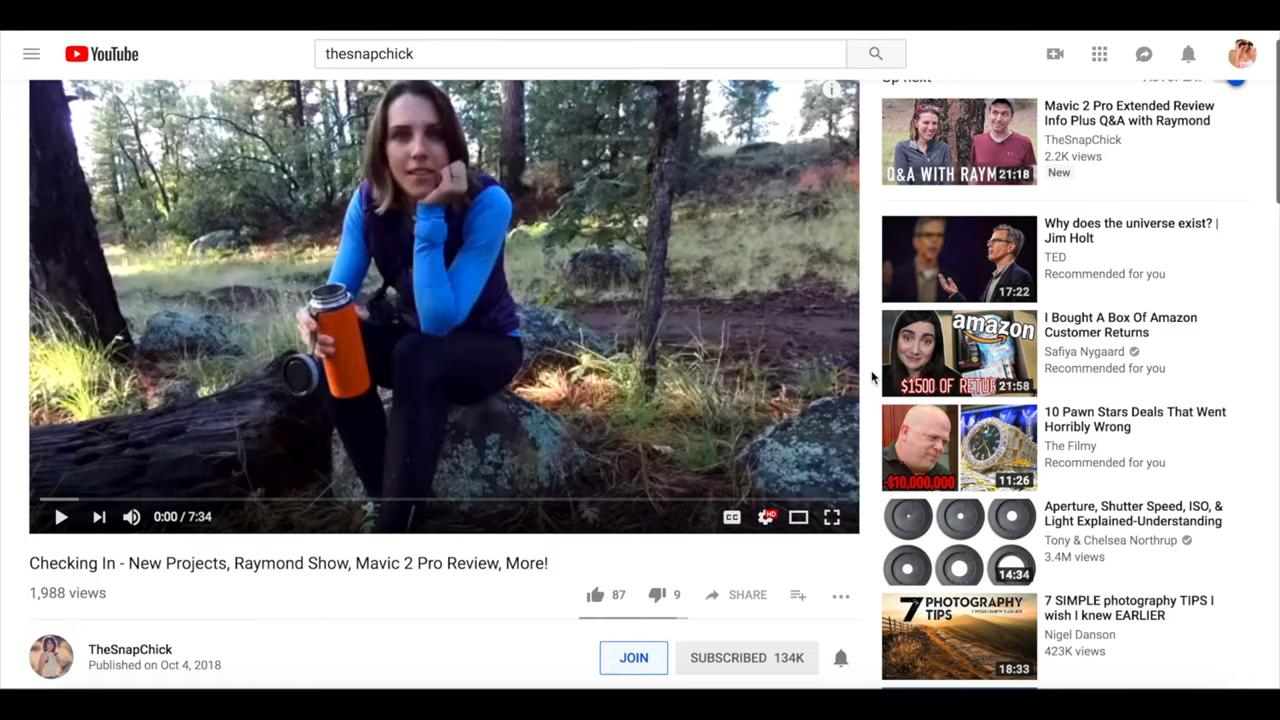 YouTube
thesnapchick
Up next
AUTOPLAY
Mavic 2 Pro Extended Review
Info Plus Q&A with Raymond
TheSnapChick
2.2K views
New
Q&A WITH RAYM
21:18
Why does the universe exist? |
Jim Holt
TED
Recommended for you
17:22
I Bought A Box Of Amazon
Customer Returns
Safiya Nygaard
Recommended for you
amazon
$1500 OF RETUR
21:58
10 Pawn Stars Deals That Went
Horribly Wrong
The Filmy
Recommended for you
-$10,000,000
11:26
Aperture, Shutter Speed, ISO, &
Light Explained-Understanding
Tony & Chelsea Northrup
3.4M views
14:34
7 SIMPLE photography TIPS I
wish I knew EARLIER
Nigel Danson
423K views
7 PHOTOGRAPHY
TIPS
I WISH I KNEW EARLIER
18:33
0:00 / 7:34
CC
HD
Checking In - New Projects, Raymond Show, Mavic 2 Pro Review, More!
1,988 views
87
9
SHARE
TheSnapChick
Published on Oct 4, 2018
JOIN
SUBSCRIBED 134K